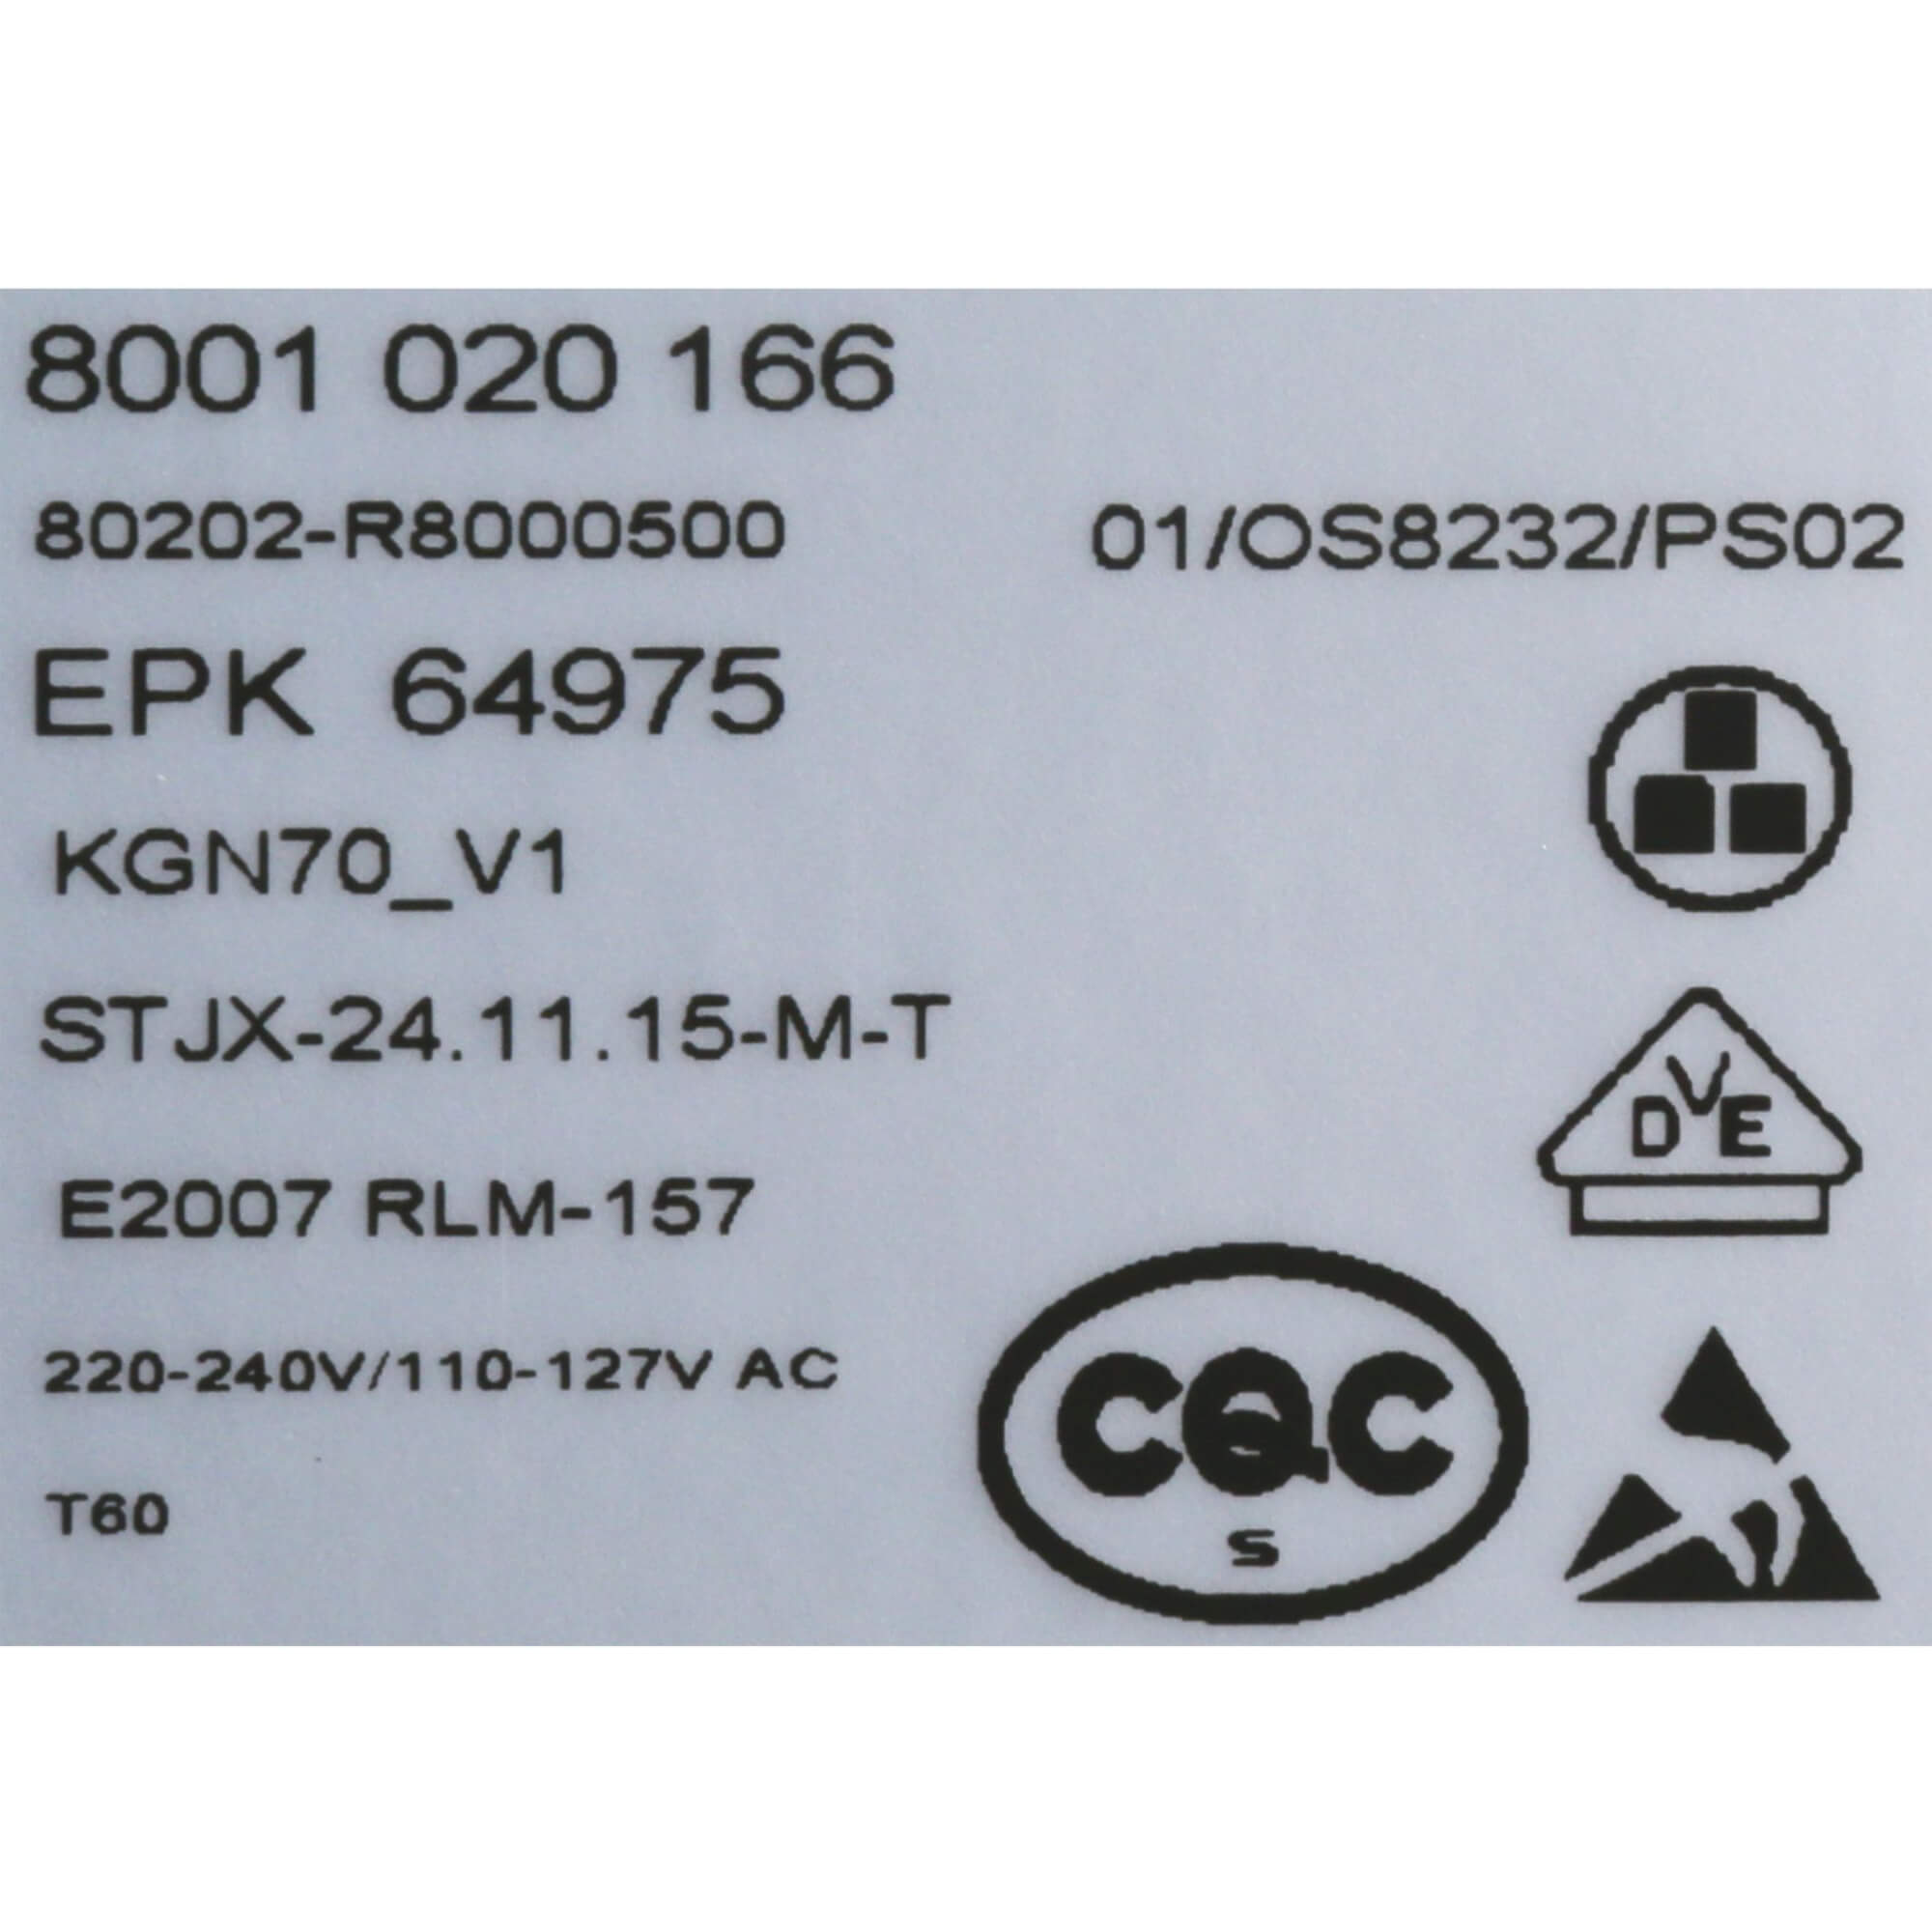 8001 020 166
80202-R8000500 01/OS8232/PS02
EPK 64975
KGN70_V1
STJX-24.11.15-M-T
E2007 RLM-157
220-240V/110-127V AC
T60
DVE
CQC
S